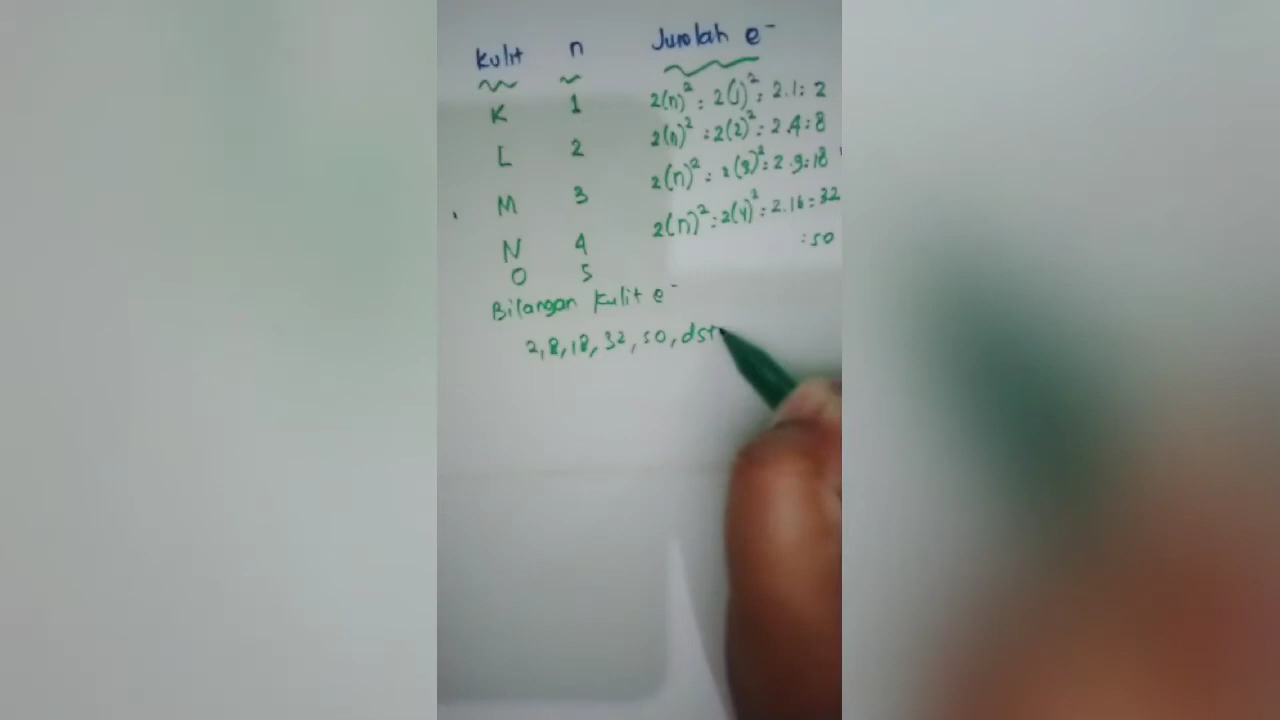 Kulit n Jumlah e⁻
K 1 2(n)² : 2(1)² : 2.1 : 2
L 2 2(n)² : 2(2)² : 2.4 : 8
M 3 2(n)² : 2(3)² : 2.9 : 18
N 4 2(n)² : 2(4)² : 2.16 : 32
O 5 : 50
Bilangan Kulit e⁻
2, 8, 18, 32, 50, dst